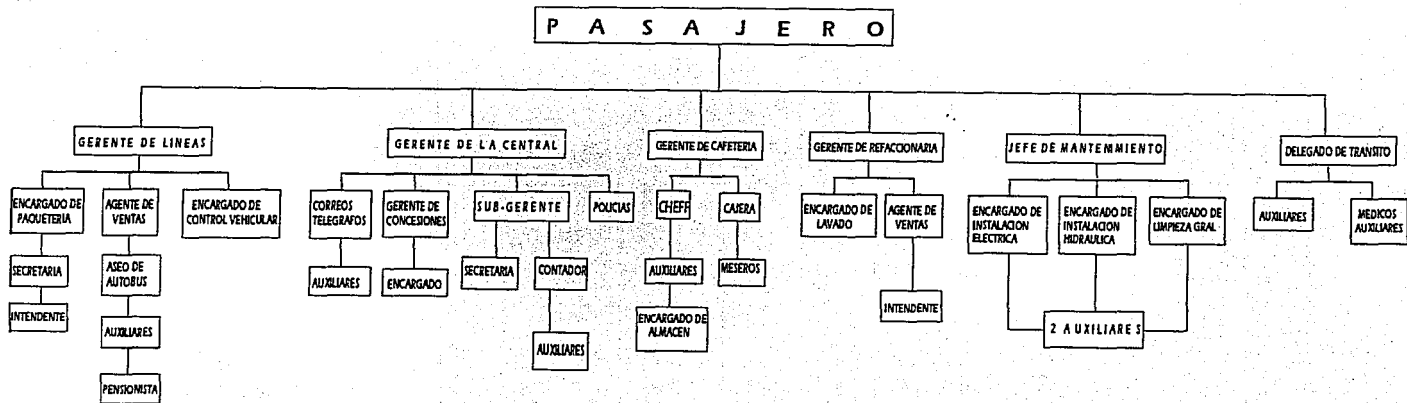 PASAJERO
GERENTE DE LINEAS
GERENTE DE LA CENTRAL
GERENTE DE CAFETERIA
GERENTE DE REFACCIONARIA
JEFE DE MANTENIMIENTO
DELEGADO DE TRANSITO
ENCARGADO DE
PAQUETERIA
AGENTE DE
VENTAS
ENCARGADO DE
CONTROL VEHICULAR
CORREOS
TELEGRAFOS
GERENTE DE
CONCESIONES
SUB-GERENTE
POLICIAS
CHEFF
CAJERA
ENCARGADO DE
LAVADO
AGENTE DE
VENTAS
ENCARGADO DE
INSTALACION
ELECTRICA
ENCARGADO DE
INSTALACION
HIDRAULICA
ENCARGADO DE
LIMPIEZA GRAL
AUXILIARES
MEDICOS
AUXILIARES
SECRETARIA
ASEO DE
AUTOBUS
AUXILIARES
ENCARGADO
SECRETARIA
CONTADOR
AUXILIARES
MESEROS
INTENDENTE
INTENDENTE
AUXILIARES
AUXILIARES
ENCARGADO DE
ALMACEN
2 AUXILIARES
PENSIONISTA